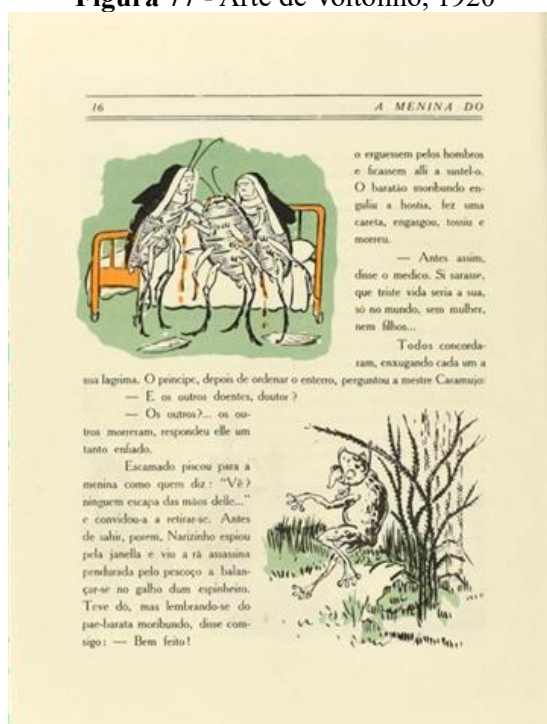 Figura 77 - Arte de Voltolino, 1920
16
A MENINA DO
o erguessem pelos hombros
e ficassem alli a sustel-o.
O baratão moribundo en-
guliu a hostia, fez uma
careta, engasgou, tossiu e
morreu.
— Antes assim,
disse o medico. Si sarasse,
que triste vida seria a sua,
só no mundo, sem mulher,
nem filhos...
Todos concorda-
ram, enxugando cada um a
sua lagrima. O principe, depois de ordenar o enterro, perguntou a mestre Caramujo:
— E os outros doentes, doutor?
— Os outros?... os ou-
tros morreram, respondeu elle um
tanto enfiado.
Escamado piscou para a
menina como quem diz: “Vê?
ninguem escapa das mãos delle...”
e convidou-a a retirar-se. Antes
de sahir, porem, Narizinho espiou
pela janella e viu a rã assassina
pendurada pelo pescoço a balan-
çar-se no galho dum espinheiro.
Teve dó, mas lembrando-se do
pae-barata moribundo, disse com-
sigo: — Bem feito!